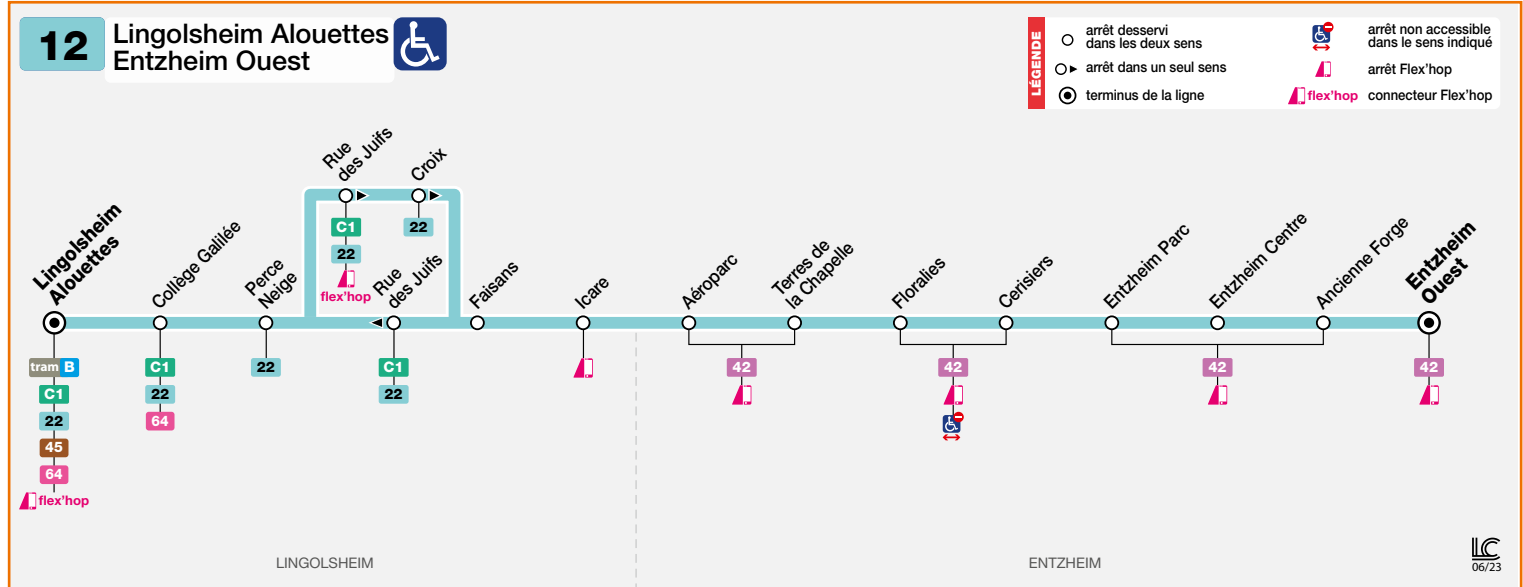 12
Lingolsheim Alouettes
Entzheim Ouest
LÉGENDE
arrêt desservi
dans les deux sens
arrêt dans un seul sens
terminus de la ligne
arrêt non accessible
dans le sens indiqué
arrêt Flex'hop
flex'hop connecteur Flex'hop
Lingolsheim
Alouettes
tram B
C1
22
45
64
flex'hop
Collège Galilée
C1
22
64
Perce
Neige
22
Rue
des Juifs
C1
22
flex'hop
Croix
22
Rue
des Juifs
C1
22
Faisans
Icare
Aéroparc
Terres de
la Chapelle
42
Floralies
Cerisiers
42
Entzheim Parc
Entzheim Centre
Ancienne Forge
42
Entzheim
Ouest
42
LINGOLSHEIM
ENTZHEIM
LC
06/23